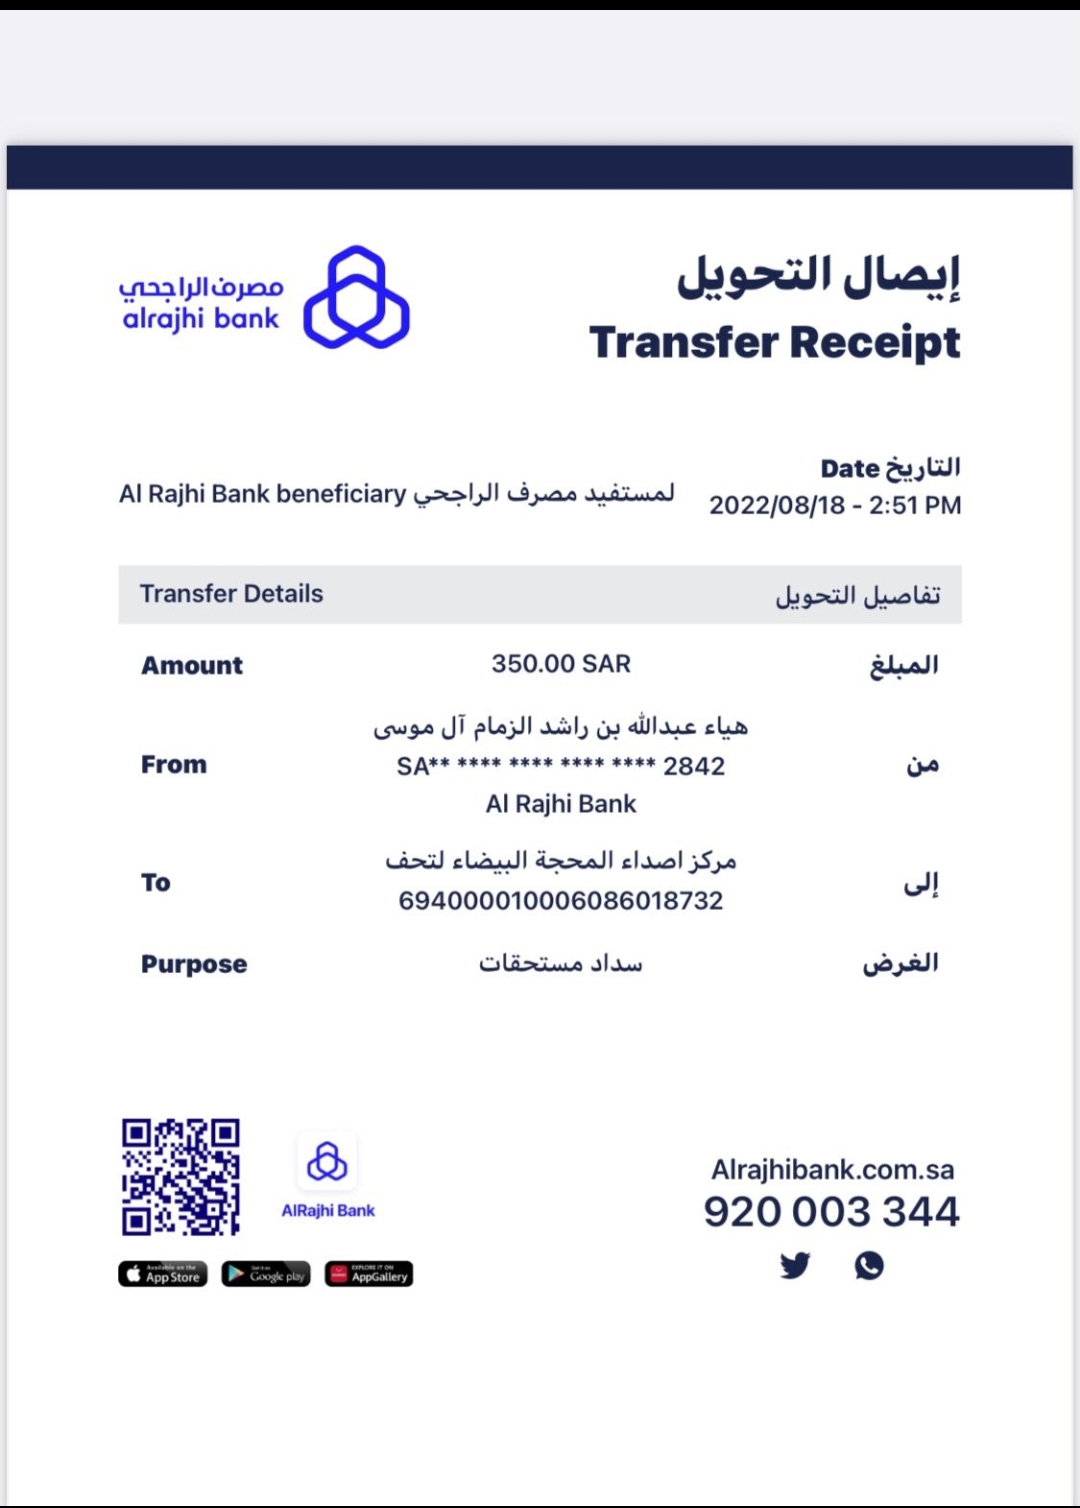 إيصال التحويل
Transfer Receipt
مصرف الراجحي
alrajhi bank
التاريخ Date
2022/08/18 - 2:51 PM
لمستفيد مصرف الراجحي Al Rajhi Bank beneficiary
Transfer Details تفاصيل التحويل
Amount 350.00 SAR المبلغ
هياء عبدالله بن راشد الزمام آل موسى
From SA** **** **** **** **** 2842 من
Al Rajhi Bank
مركز اصداء المحجة البيضاء لتحف
To إلى
694000010006086018732
Purpose سداد مستحقات الغرض
AlRajhi Bank
Available on the App Store
Get it on Google play
EXPLORE IT ON AppGallery
Alrajhibank.com.sa
920 003 344